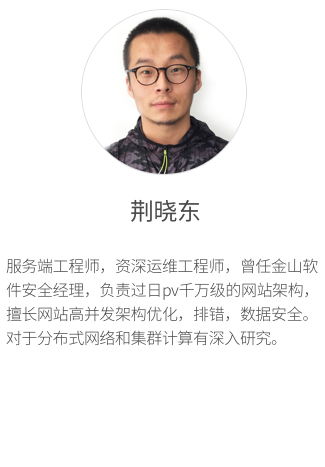 荆晓东
服务端工程师，资深运维工程师，曾任金山软
件安全经理，负责过日pv千万级的网站架构，
擅长网站高并发架构优化，排错，数据安全。
对于分布式网络和集群计算有深入研究。